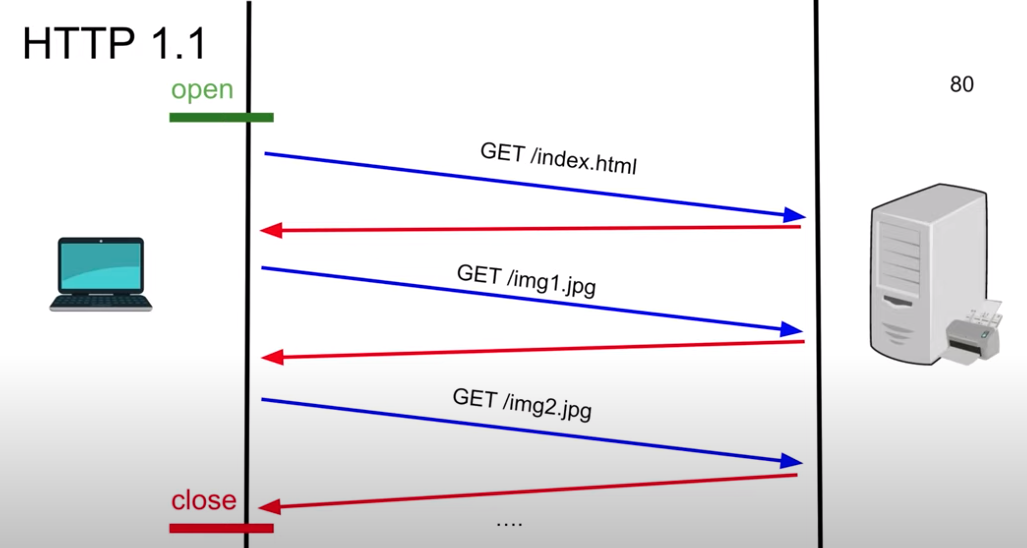 HTTP 1.1
open
80
GET /index.html
GET /img1.jpg
GET /img2.jpg
close
....